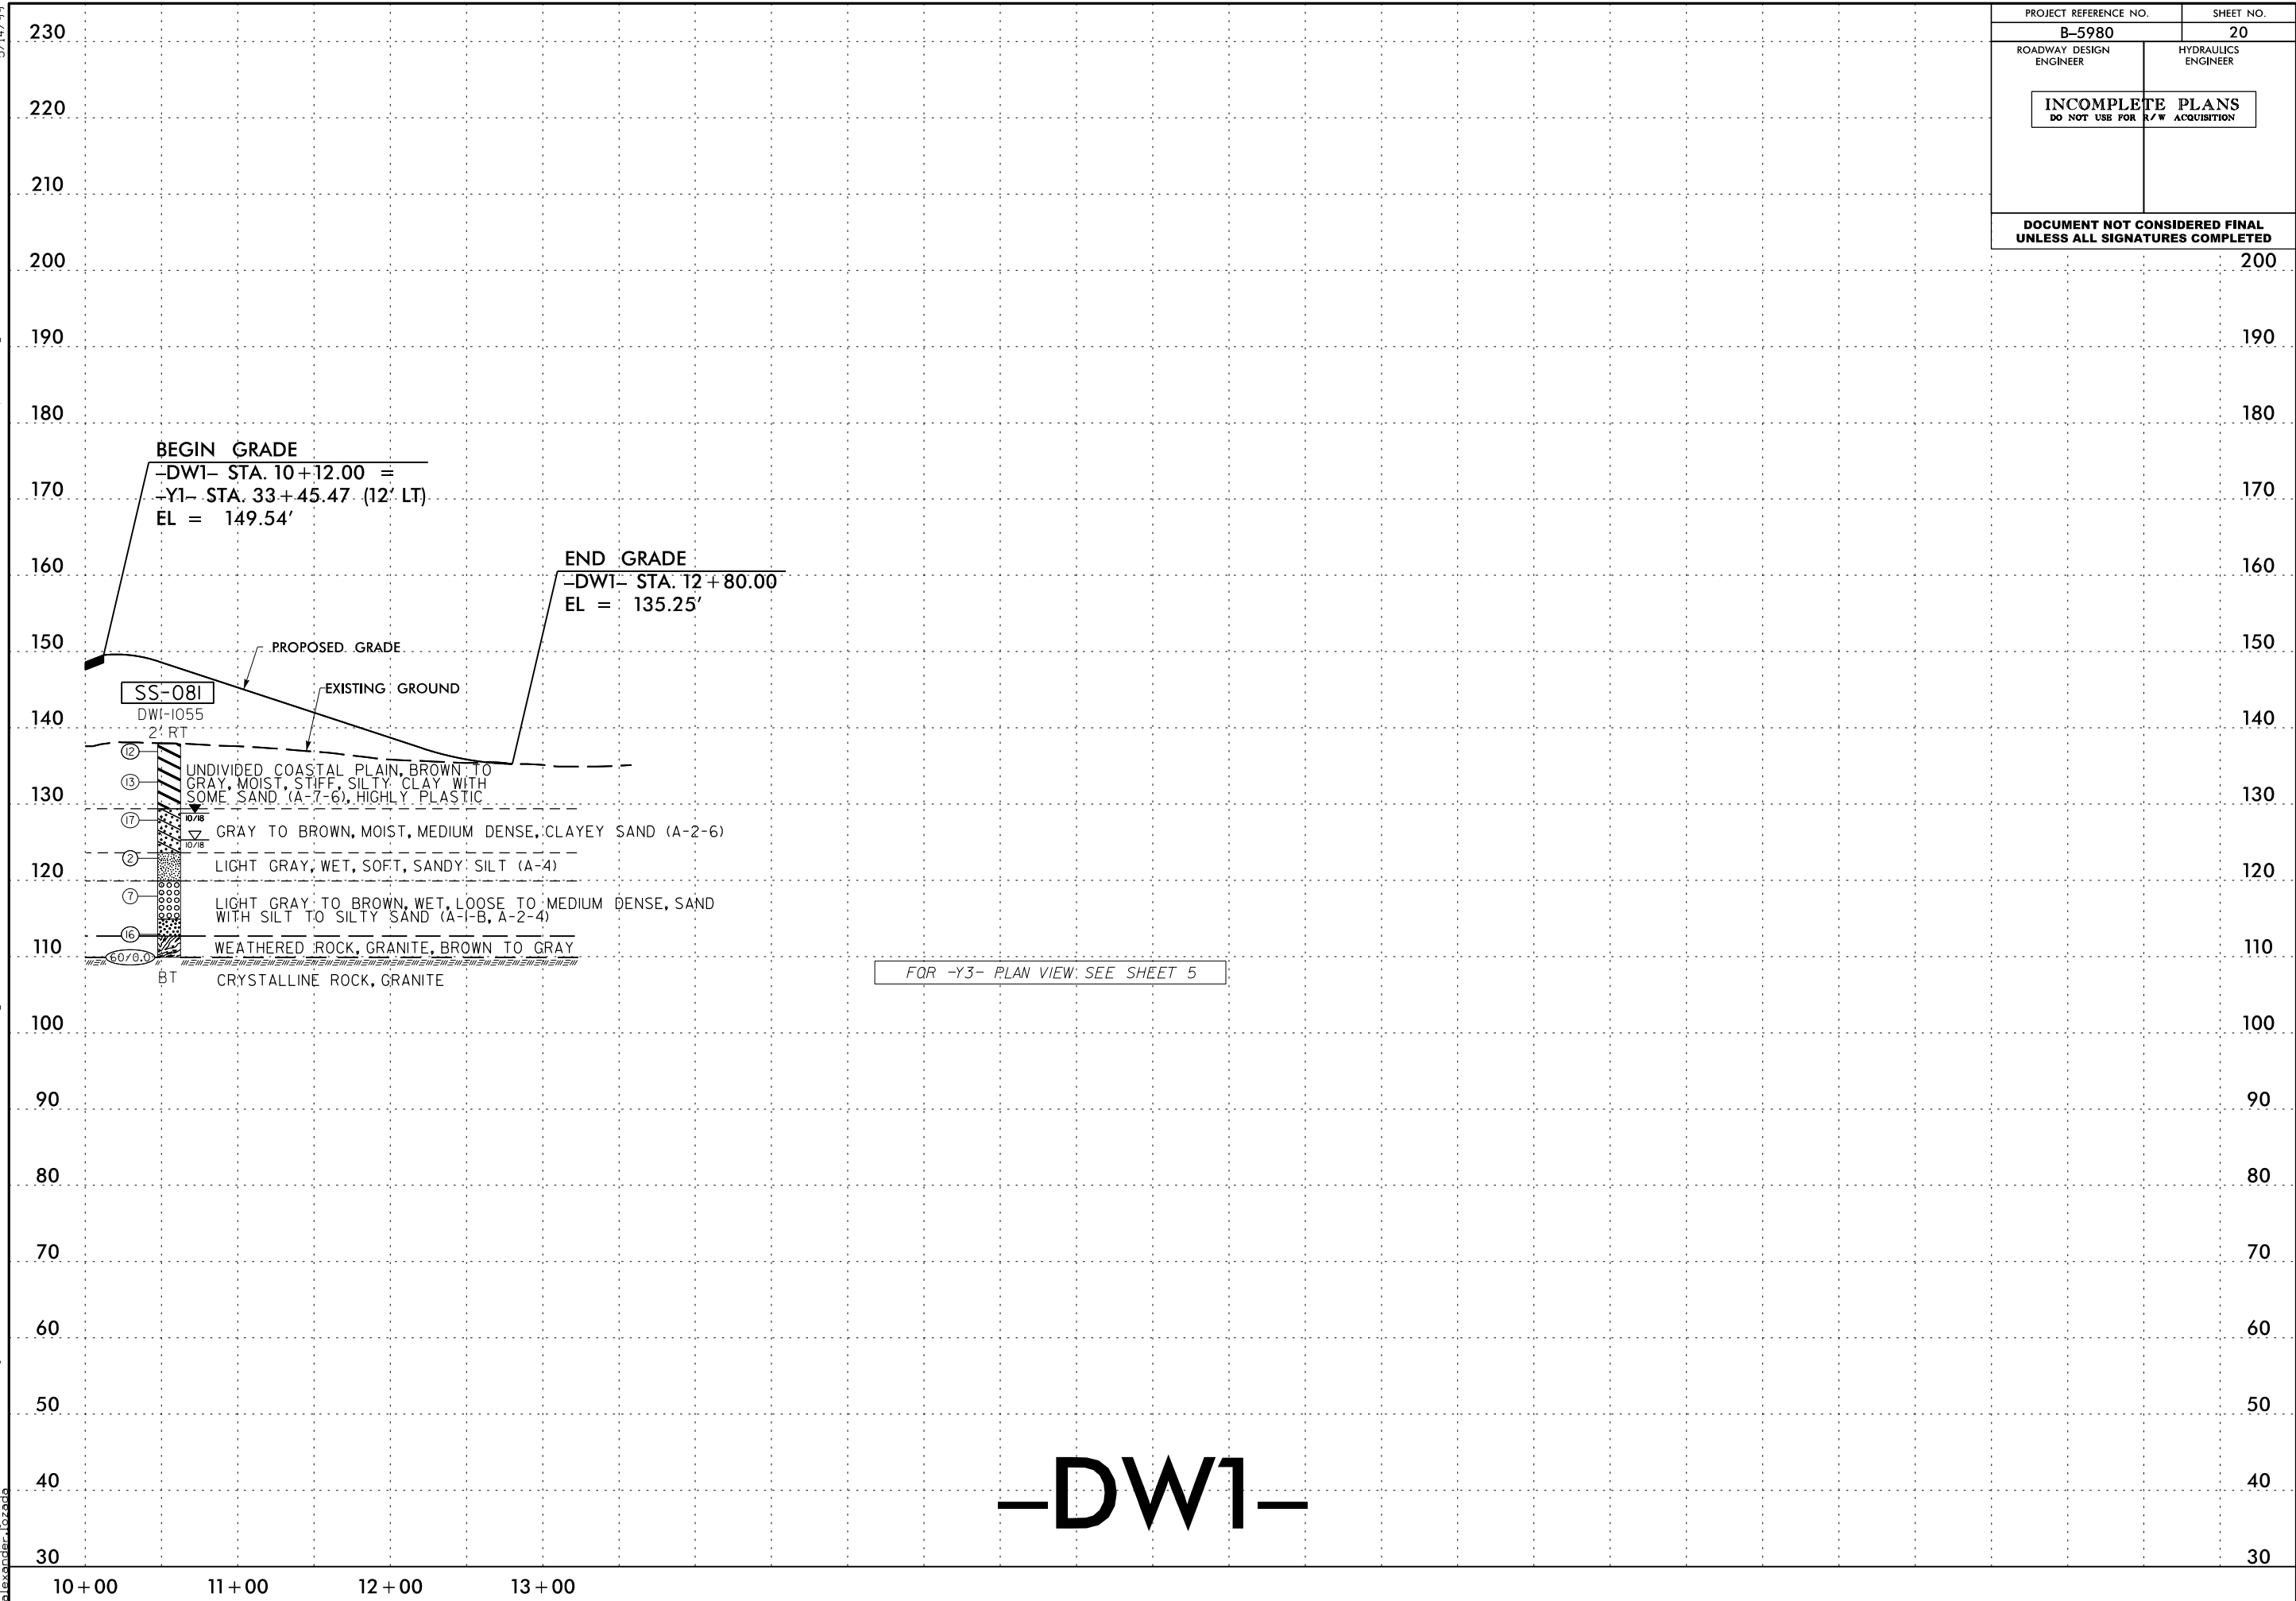 PROJECT REFERENCE NO. SHEET NO.
B–5980 20
ROADWAY DESIGN ENGINEER
HYDRAULICS ENGINEER
INCOMPLETE PLANS
DO NOT USE FOR R/W ACQUISITION
DOCUMENT NOT CONSIDERED FINAL
UNLESS ALL SIGNATURES COMPLETED
230
220
210
200 200
190 190
180 180
BEGIN GRADE
–DW1– STA. 10+12.00 =
170 170
–Y1– STA. 33+45.47 (12' LT)
EL = 149.54'
160 160
END GRADE
–DW1– STA. 12+80.00
EL = 135.25'
150 150
PROPOSED GRADE
EXISTING GROUND
SS-081
DW1-1055
2' RT
140 140
12
UNDIVIDED COASTAL PLAIN, BROWN TO
13
GRAY, MOIST, STIFF, SILTY CLAY WITH
SOME SAND (A-7-6), HIGHLY PLASTIC
130 130
17
10/18
GRAY TO BROWN, MOIST, MEDIUM DENSE, CLAYEY SAND (A-2-6)
10/18
2
LIGHT GRAY, WET, SOFT, SANDY SILT (A-4)
120 120
7
LIGHT GRAY TO BROWN, WET, LOOSE TO MEDIUM DENSE, SAND
WITH SILT TO SILTY SAND (A-1-B, A-2-4)
16
WEATHERED ROCK, GRANITE, BROWN TO GRAY
110 110
60/0.0
BT
CRYSTALLINE ROCK, GRANITE
FOR -Y3- PLAN VIEW: SEE SHEET 5
100 100
90 90
80 80
70 70
60 60
50 50
40 40
–DW1–
30 30
10+00 11+00 12+00 13+00
alexander.lozada